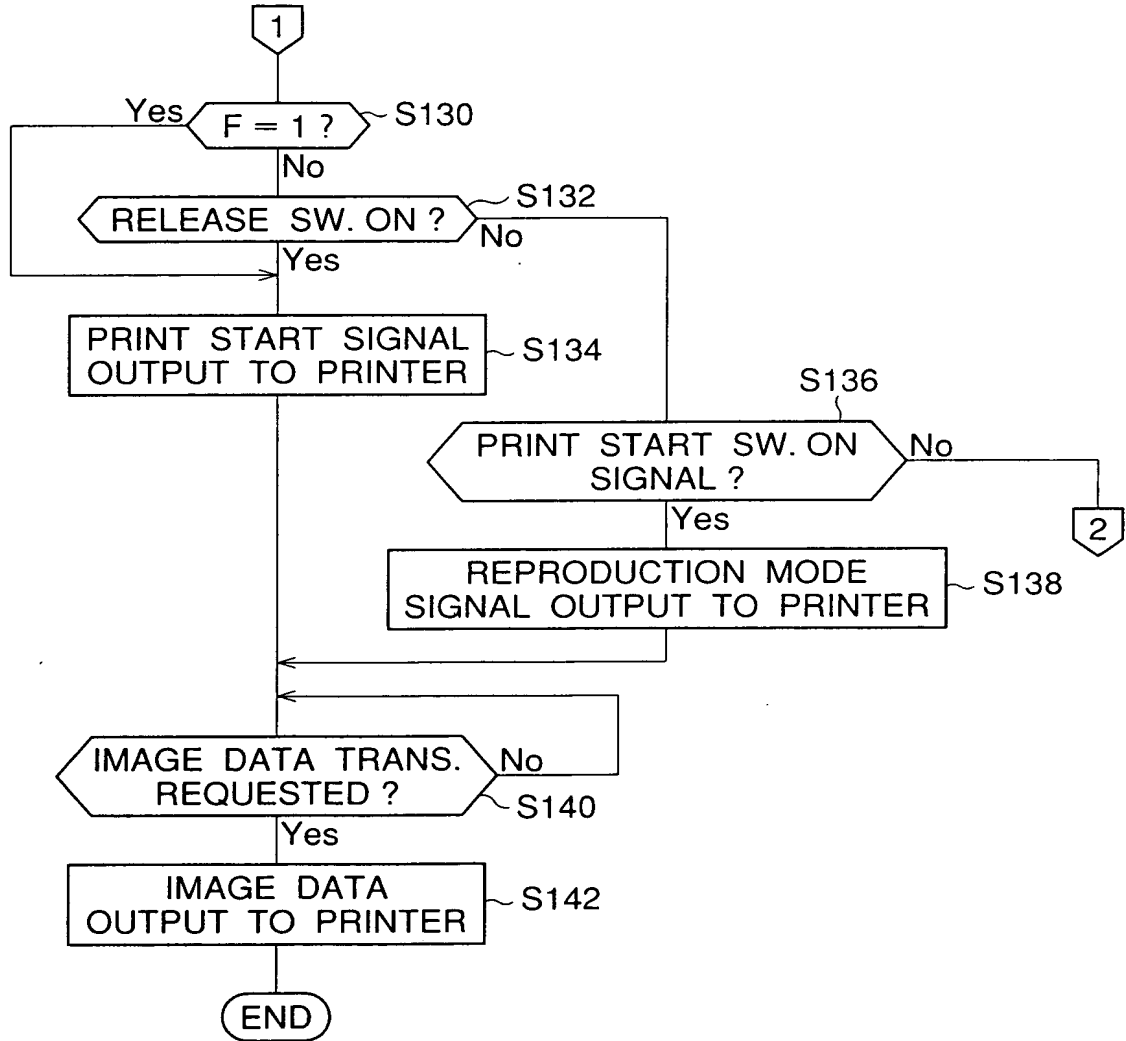 1
Yes
F = 1 ?
S130
No
RELEASE SW. ON ?
S132
No
Yes
PRINT START SIGNAL
OUTPUT TO PRINTER
S134
S136
PRINT START SW. ON
SIGNAL ?
No
Yes
2
REPRODUCTION MODE
SIGNAL OUTPUT TO PRINTER
S138
IMAGE DATA TRANS.
REQUESTED ?
No
S140
Yes
IMAGE DATA
OUTPUT TO PRINTER
S142
END